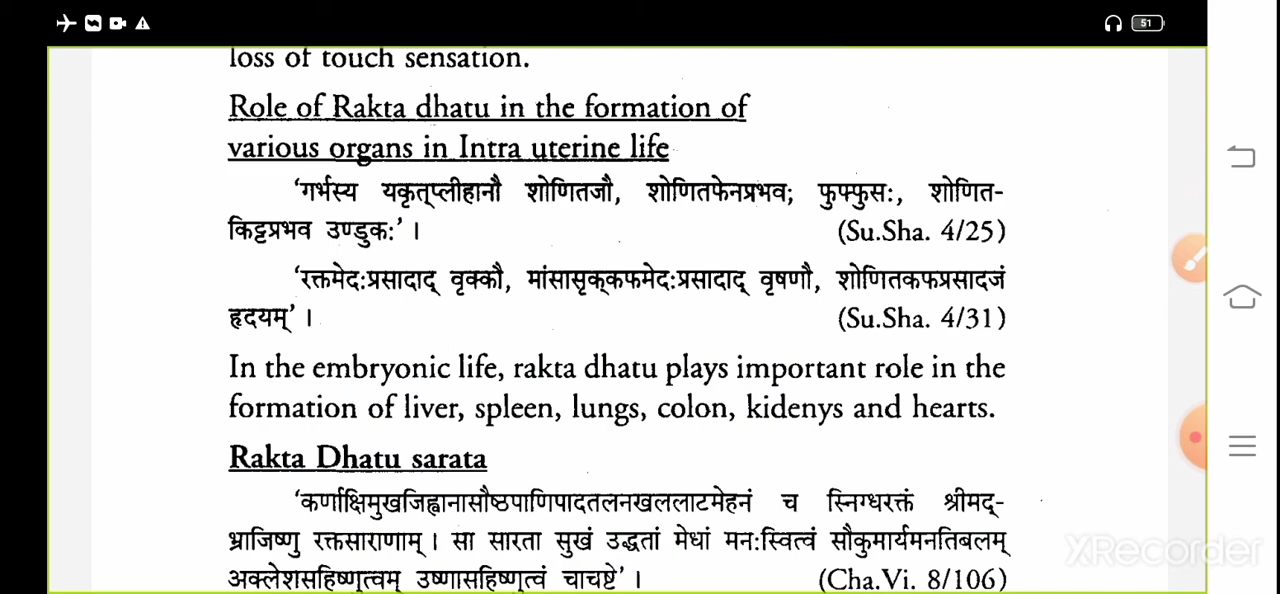 51
loss of touch sensation.
Role of Rakta dhatu in the formation of
various organs in Intra uterine life
‘गर्भस्य यकृत्प्लीहानौ शोणितजौ, शोणितफेनप्रभव; फुफ्फुसः, शोणित-
किट्टप्रभव उण्डुकः’ । (Su.Sha. 4/25)
‘रक्तमेदःप्रसादाद् वृक्कौ, मांसासृक्कफमेदःप्रसादाद् वृषणौ, शोणितकफप्रसादजं
हृदयम्’ । (Su.Sha. 4/31)
In the embryonic life, rakta dhatu plays important role in the
formation of liver, spleen, lungs, colon, kidenys and hearts.
Rakta Dhatu sarata
‘कर्णाक्षिमुखजिह्वानासौष्ठपाणिपादतलनखललाटमेहनं च स्निग्धरक्तं श्रीमद्-
भ्राजिष्णु रक्तसाराणाम् । सा सारता सुखं उद्धतां मेधां मनःस्वित्वं सौकुमार्यमनतिबलम्
अक्लेशसहिष्णुत्वम् उष्णासहिष्णुत्वं चाचष्टे’ । (Cha.Vi. 8/106)
XRecorder